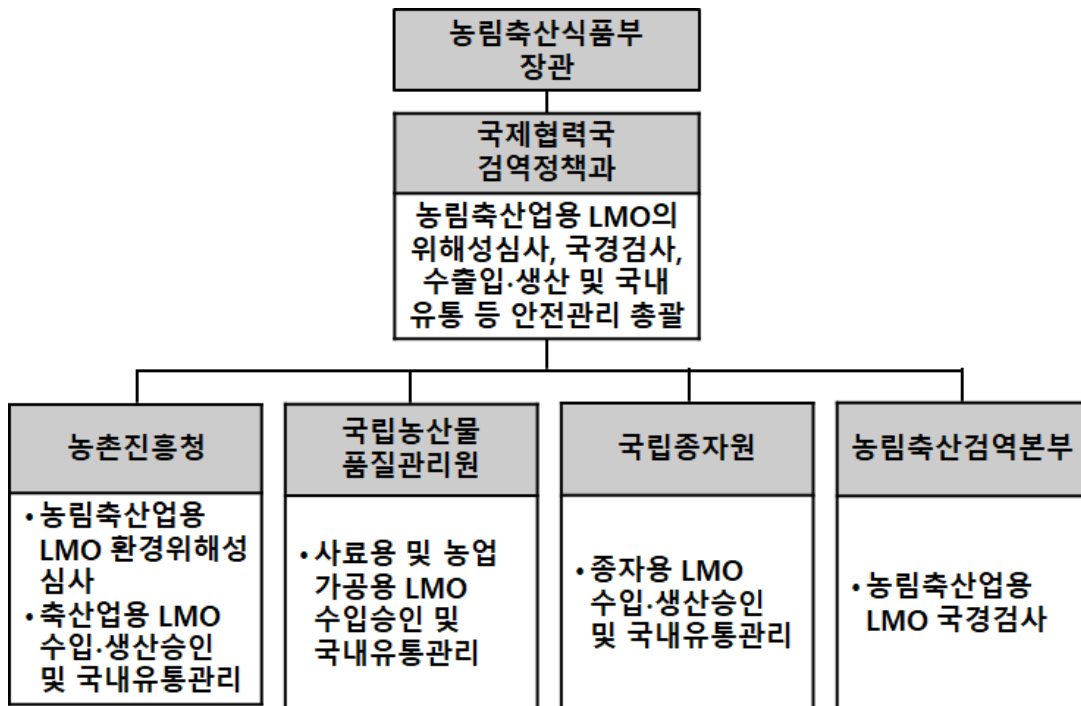 농림축산식품부
장관
국제협력국
검역정책과
농림축산업용 LMO의
위해성심사, 국경검사,
수출입·생산 및 국내
유통 등 안전관리 총괄
농촌진흥청
• 농림축산업용
LMO 환경위해성
심사
• 축산업용 LMO
수입·생산승인
및 국내유통관리
국립농산물
품질관리원
• 사료용 및 농업
가공용 LMO
수입승인 및
국내유통관리
국립종자원
• 종자용 LMO
수입·생산승인
및 국내유통관리
농림축산검역본부
• 농림축산업용
LMO 국경검사